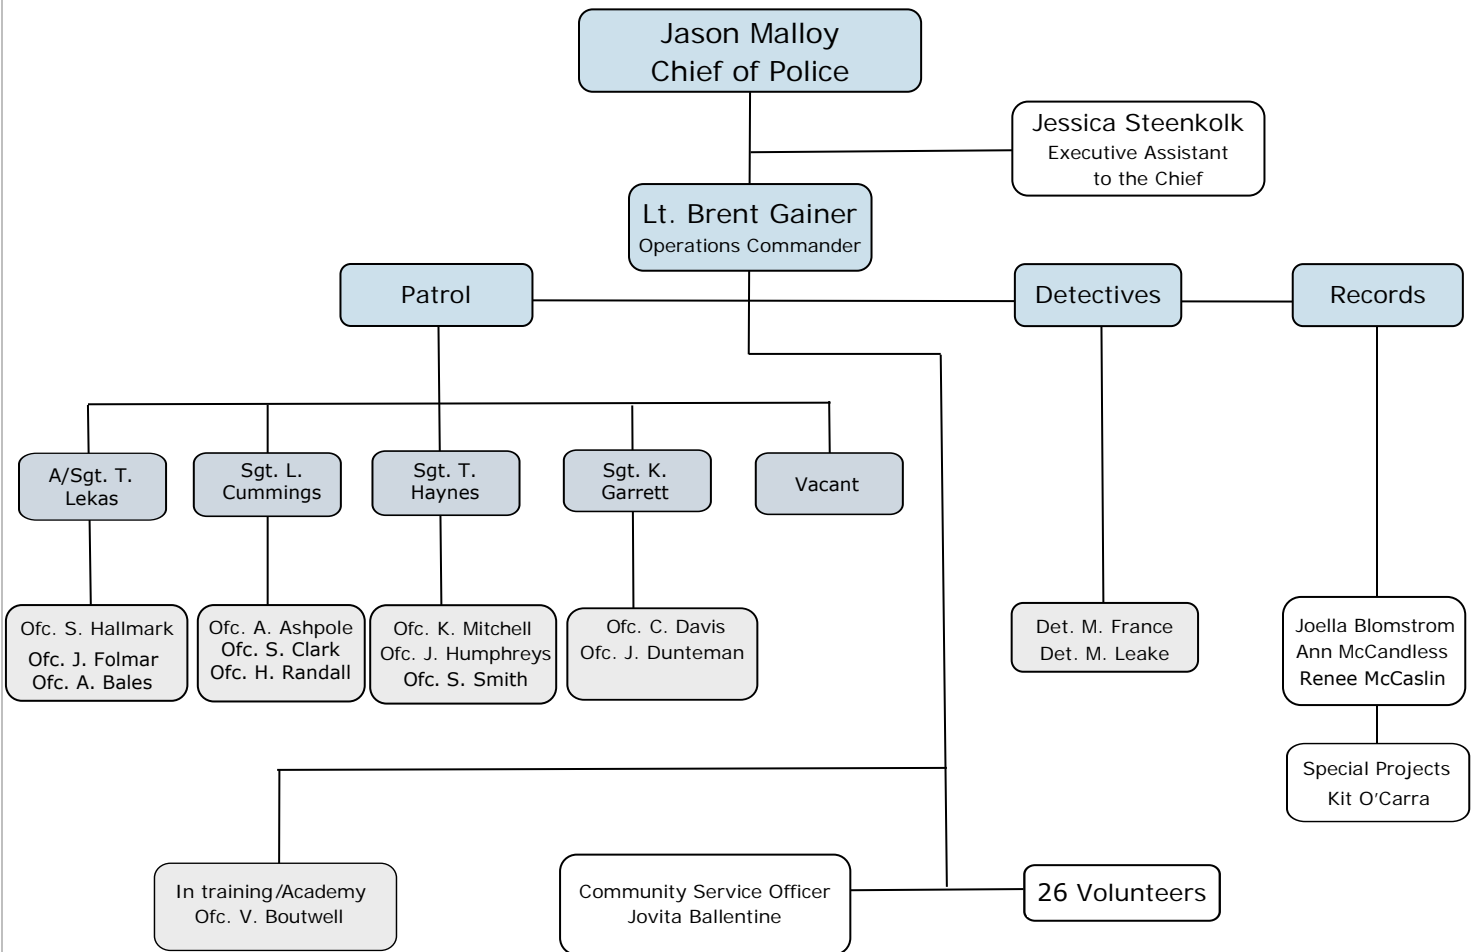 Jason Malloy
Chief of Police
Jessica Steenkolk
Executive Assistant
to the Chief
Lt. Brent Gainer
Operations Commander
Patrol
Detectives
Records
A/Sgt. T.
Lekas
Sgt. L.
Cummings
Sgt. T.
Haynes
Sgt. K.
Garrett
Vacant
Ofc. S. Hallmark
Ofc. J. Folmar
Ofc. A. Bales
Ofc. A. Ashpole
Ofc. S. Clark
Ofc. H. Randall
Ofc. K. Mitchell
Ofc. J. Humphreys
Ofc. S. Smith
Ofc. C. Davis
Ofc. J. Dunteman
Det. M. France
Det. M. Leake
Joella Blomstrom
Ann McCandless
Renee McCaslin
Special Projects
Kit O'Carra
In training/Academy
Ofc. V. Boutwell
Community Service Officer
Jovita Ballentine
26 Volunteers